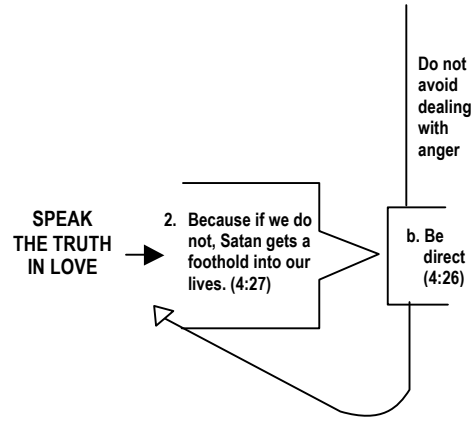 Do not
avoid
dealing
with
anger
SPEAK
THE TRUTH
IN LOVE
2. Because if we do
not, Satan gets a
foothold into our
lives. (4:27)
b. Be
direct
(4:26)